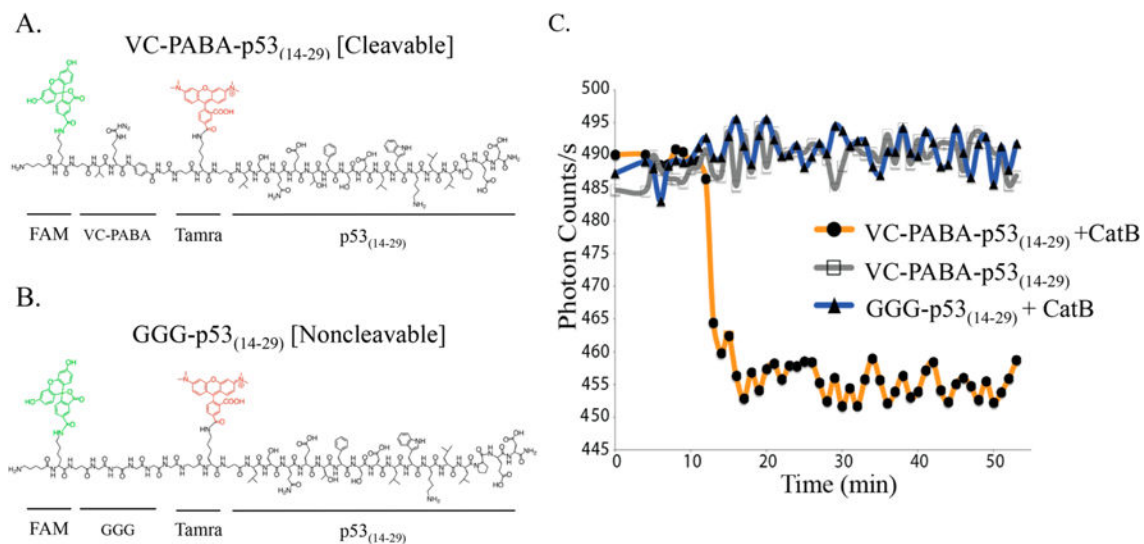 A.
VC-PABA-p53(14-29) [Cleavable]
FAM
VC-PABA
Tamra
p53(14-29)
B.
GGG-p53(14-29) [Noncleavable]
FAM
GGG
Tamra
p53(14-29)
C.
Photon Counts/s
500
495
490
485
480
475
470
465
460
455
450
445
0
10
20
30
40
50
Time (min)
VC-PABA-p53(14-29) +CatB
VC-PABA-p53(14-29)
GGG-p53(14-29) + CatB